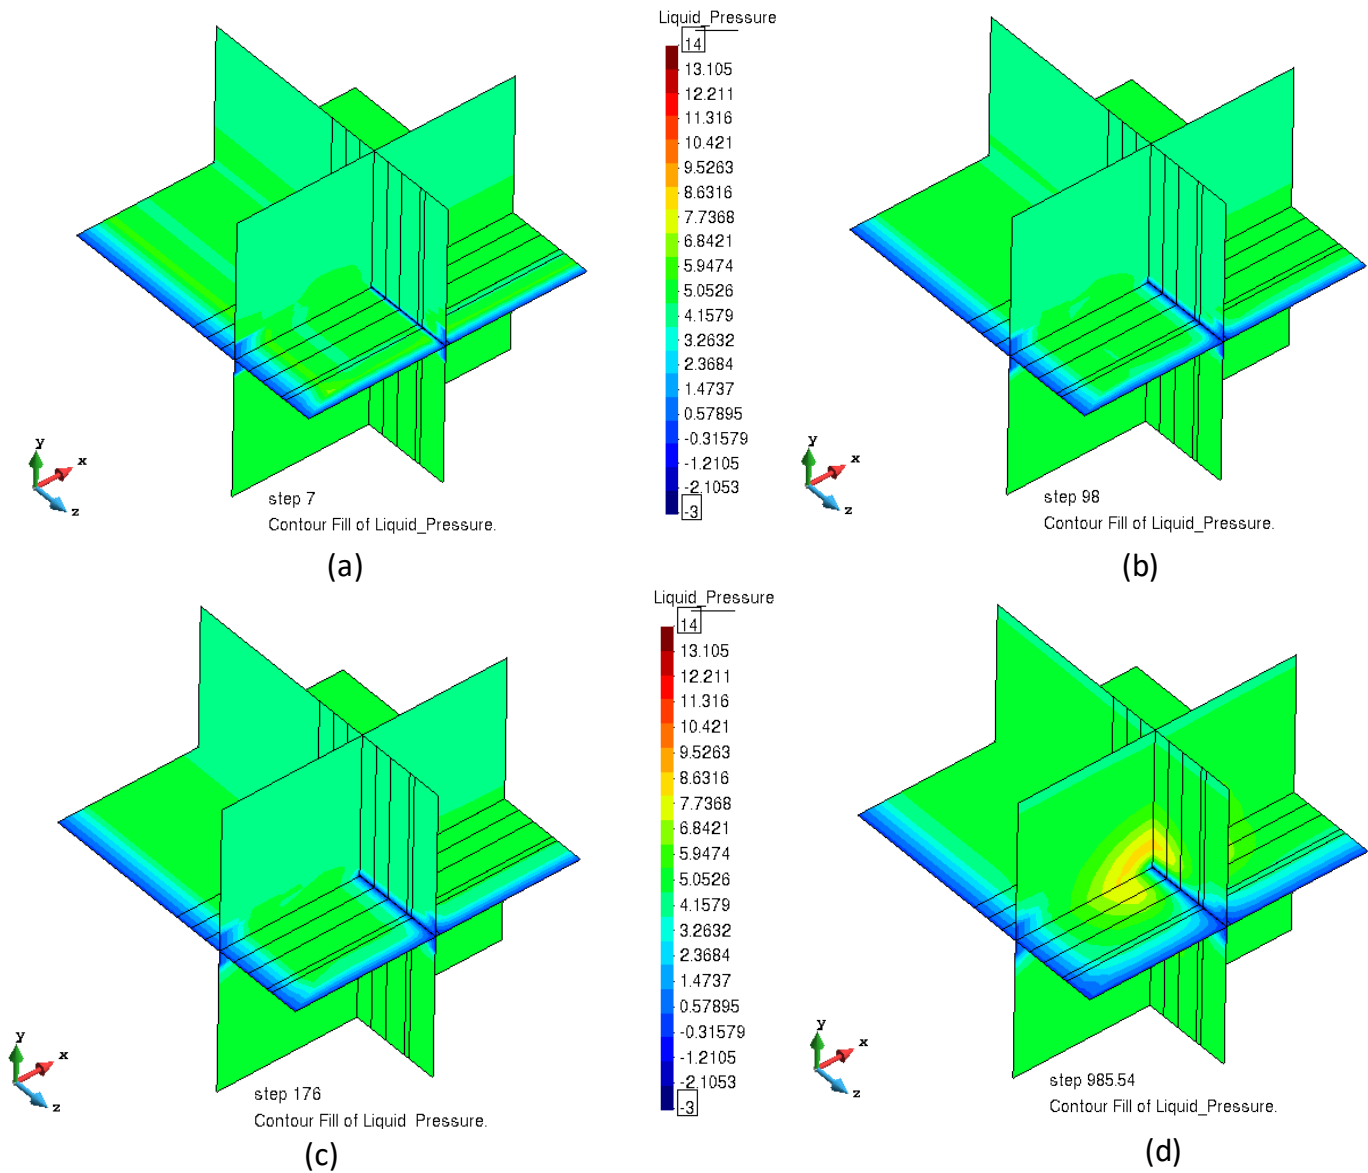 Liquid_Pressure
14
13.105
12.211
11.316
10.421
9.5263
8.6316
7.7368
6.8421
5.9474
5.0526
4.1579
3.2632
2.3684
1.4737
0.57895
-0.31579
-1.2105
-2.1053
-3
y
x
z
step 7
Contour Fill of Liquid_Pressure.
(a)
y
x
z
step 98
Contour Fill of Liquid_Pressure.
(b)
Liquid_Pressure
14
13.105
12.211
11.316
10.421
9.5263
8.6316
7.7368
6.8421
5.9474
5.0526
4.1579
3.2632
2.3684
1.4737
0.57895
-0.31579
-1.2105
-2.1053
-3
y
x
z
step 176
Contour Fill of Liquid Pressure.
(c)
y
x
z
step 985.54
Contour Fill of Liquid_Pressure.
(d)